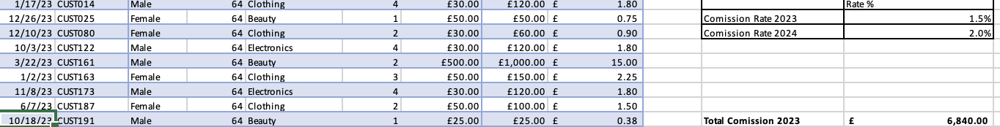 1/17/23 CUST014 Male 64 Clothing 4 £30.00 £120.00 £ 1.80 Rate %
12/26/23 CUST025 Female 64 Beauty 1 £50.00 £50.00 £ 0.75 Comission Rate 2023 1.5%
12/10/23 CUST080 Female 64 Clothing 2 £30.00 £60.00 £ 0.90 Comission Rate 2024 2.0%
10/3/23 CUST122 Male 64 Electronics 4 £30.00 £120.00 £ 1.80
3/22/23 CUST161 Male 64 Beauty 2 £500.00 £1,000.00 £ 15.00
1/2/23 CUST163 Female 64 Clothing 3 £50.00 £150.00 £ 2.25
11/8/23 CUST173 Male 64 Electronics 4 £30.00 £120.00 £ 1.80
6/7/23 CUST187 Female 64 Clothing 2 £50.00 £100.00 £ 1.50
10/18/23 CUST191 Male 64 Beauty 1 £25.00 £25.00 £ 0.38 Total Comission 2023 £ 6,840.00